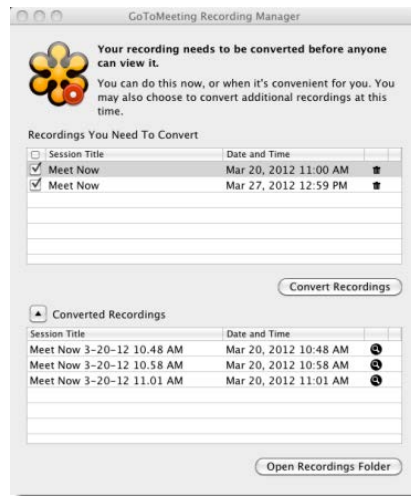 GoToMeeting Recording Manager
Your recording needs to be converted before anyone
can view it.
You can do this now, or when it's convenient for you. You
may also choose to convert additional recordings at this
time.
Recordings You Need To Convert
Session Title Date and Time
Meet Now Mar 20, 2012 11:00 AM
Meet Now Mar 27, 2012 12:59 PM
Convert Recordings
Converted Recordings
Session Title Date and Time
Meet Now 3-20-12 10.48 AM Mar 20, 2012 10:48 AM
Meet Now 3-20-12 10.58 AM Mar 20, 2012 10:58 AM
Meet Now 3-20-12 11.01 AM Mar 20, 2012 11:01 AM
Open Recordings Folder